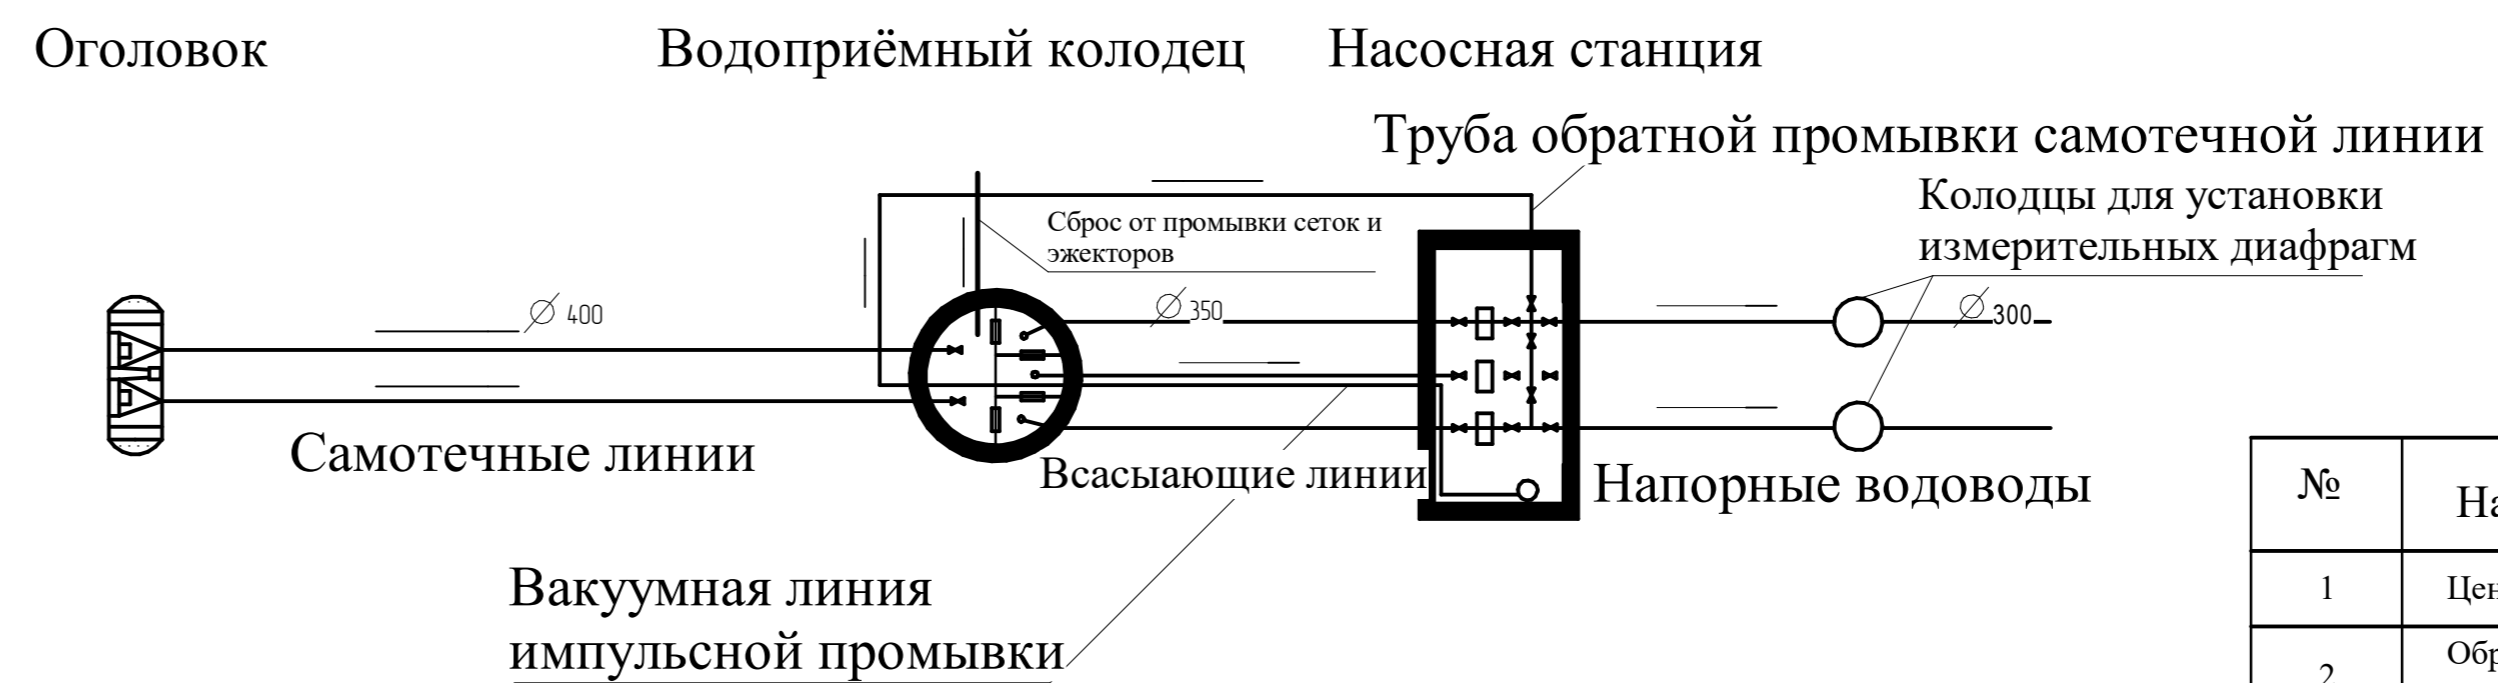 Оголовок
Водоприёмный колодец
Насосная станция
Труба обратной промывки самотечной линии
Колодцы для установки
измерительных диафрагм
Сброс от промывки сеток и
эжекторов
∅ 400
∅ 350
∅ 300
Самотечные линии
Всасыающие линии
Напорные водоводы
Вакуумная линия
импульсной промывки
№
1
2